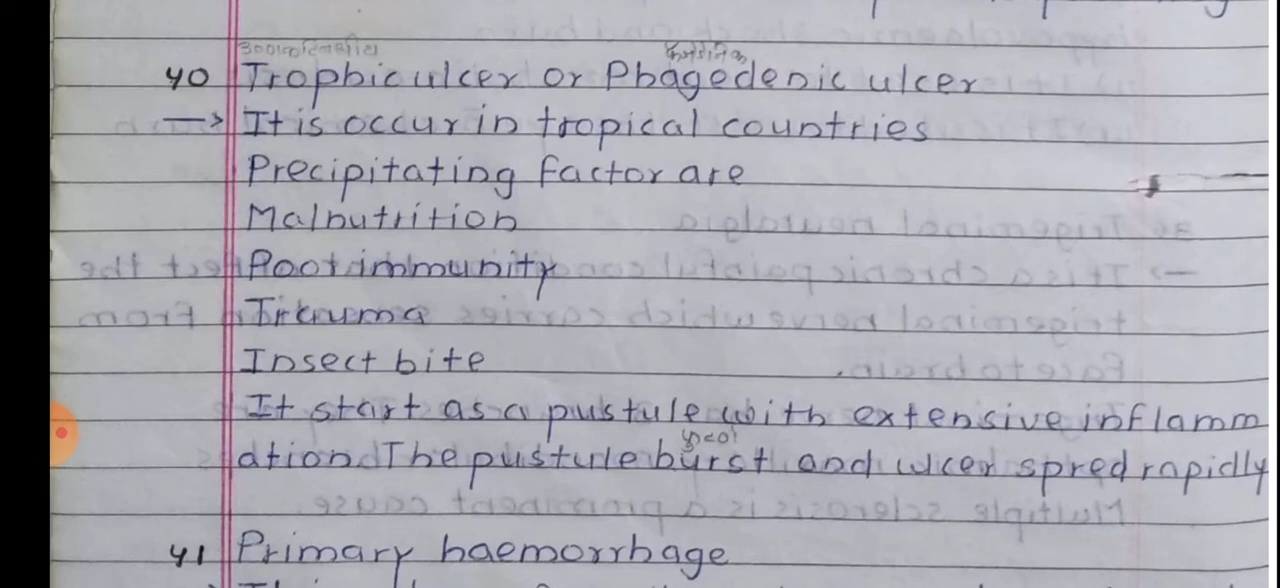 40 Trophic ulcer or Phagedenic ulcer
→ It is occur in tropical countries
Precipitating factor are
Malnutrition
Poor immunity
Trauma
Insect bite
It start as a pustule with extensive inflamm
ation The pustule burst and ulcer spred rapidly
41 Primary haemorrhage